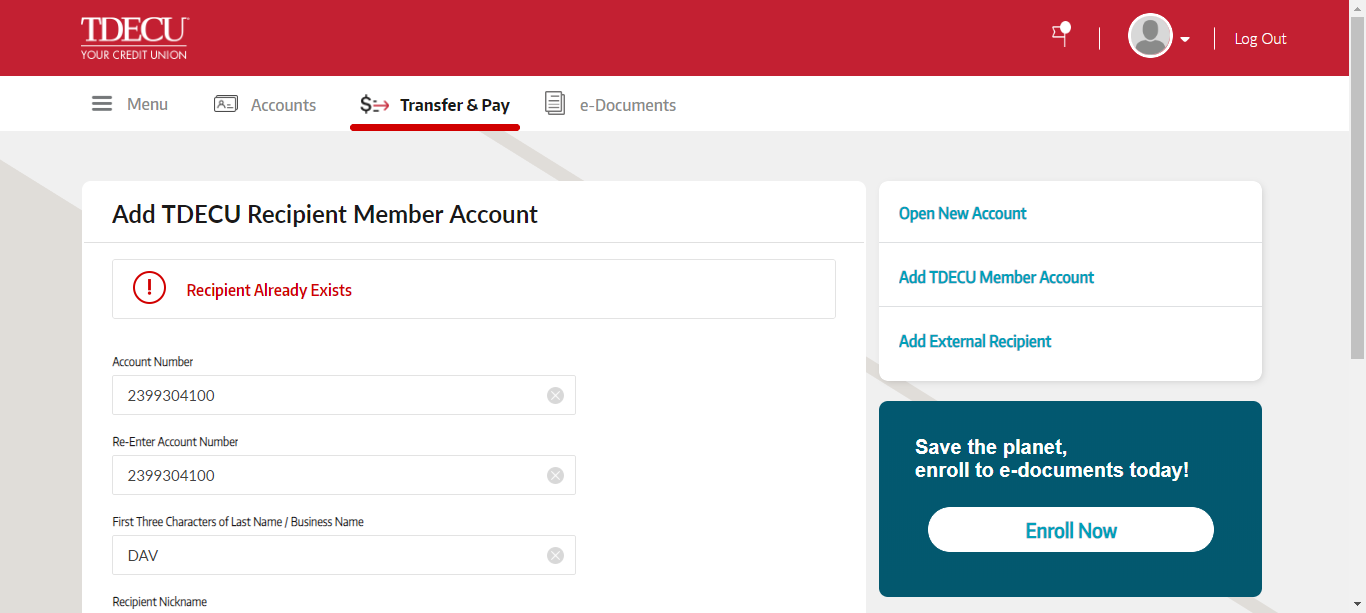 TDECU
YOUR CREDIT UNION
Log Out
Menu
Accounts
Transfer & Pay
e-Documents
Add TDECU Recipient Member Account
Recipient Already Exists
Account Number
2399304100
Re-Enter Account Number
2399304100
First Three Characters of Last Name / Business Name
DAV
Recipient Nickname
Open New Account
Add TDECU Member Account
Add External Recipient
Save the planet,
enroll to e-documents today!
Enroll Now